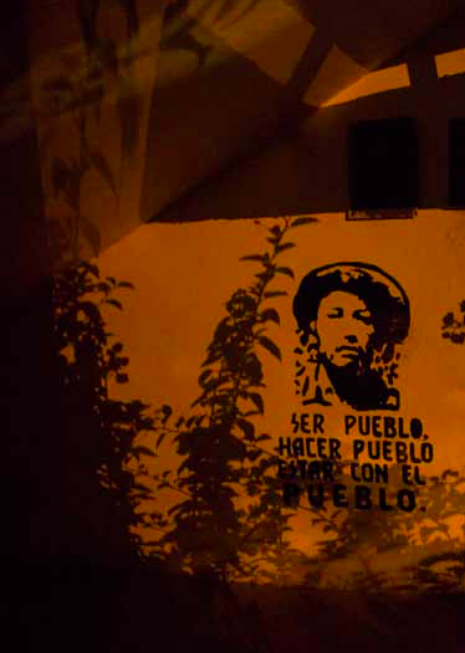 SER PUEBLO,
HACER PUEBLO
ESTAR CON EL
PUEBLO.